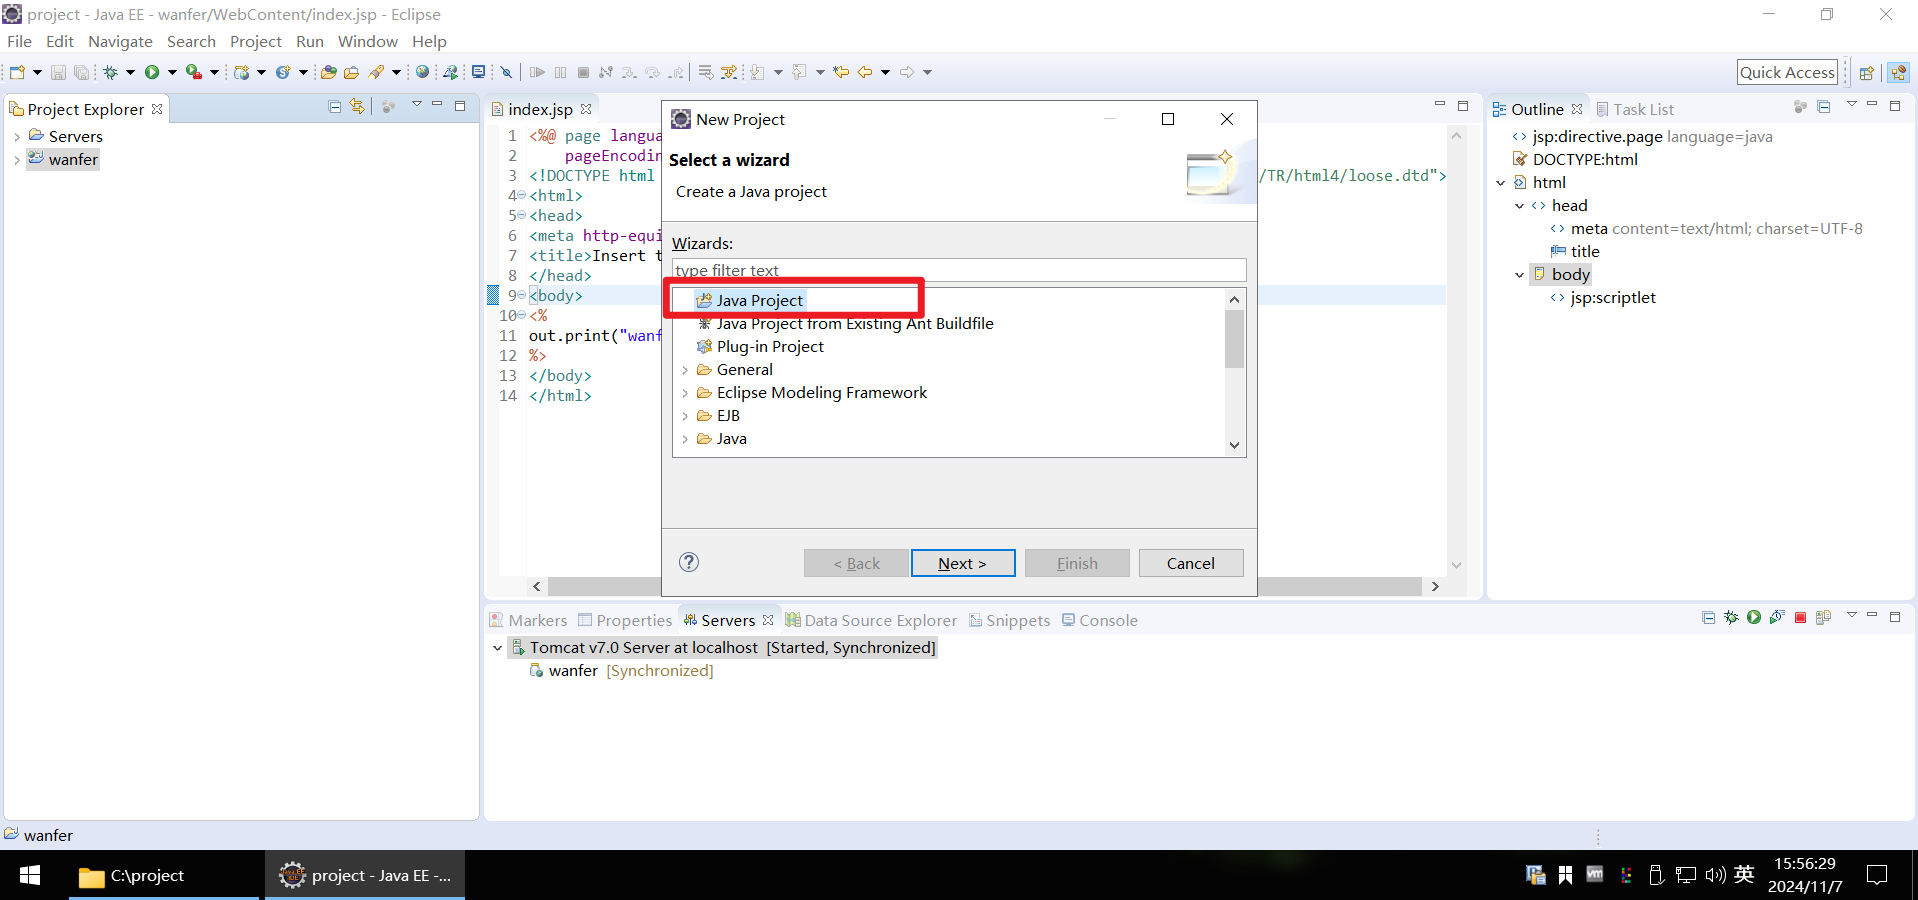 project - Java EE - wanfer/WebContent/index.jsp - Eclipse
File Edit Navigate Search Project Run Window Help
Quick Access
Project Explorer
Servers
wanfer
index.jsp
1 <%@ page langua
2 pageEncodin
3 <!DOCTYPE html /TR/html4/loose.dtd">
4 <html>
5 <head>
6 <meta http-equi
7 <title>Insert t
8 </head>
9 <body>
10 <%
11 out.print("wanf
12 %>
13 </body>
14 </html>
New Project
Select a wizard
Create a Java project
Wizards:
type filter text
Java Project
Java Project from Existing Ant Buildfile
Plug-in Project
General
Eclipse Modeling Framework
EJB
Java
? < Back Next > Finish Cancel
Outline Task List
jsp:directive.page language=java
DOCTYPE:html
html
head
meta content=text/html; charset=UTF-8
title
body
jsp:scriptlet
Markers Properties Servers Data Source Explorer Snippets Console
Tomcat v7.0 Server at localhost [Started, Synchronized]
wanfer [Synchronized]
wanfer
C:\project
project - Java EE -...
英
15:56:29
2024/11/7